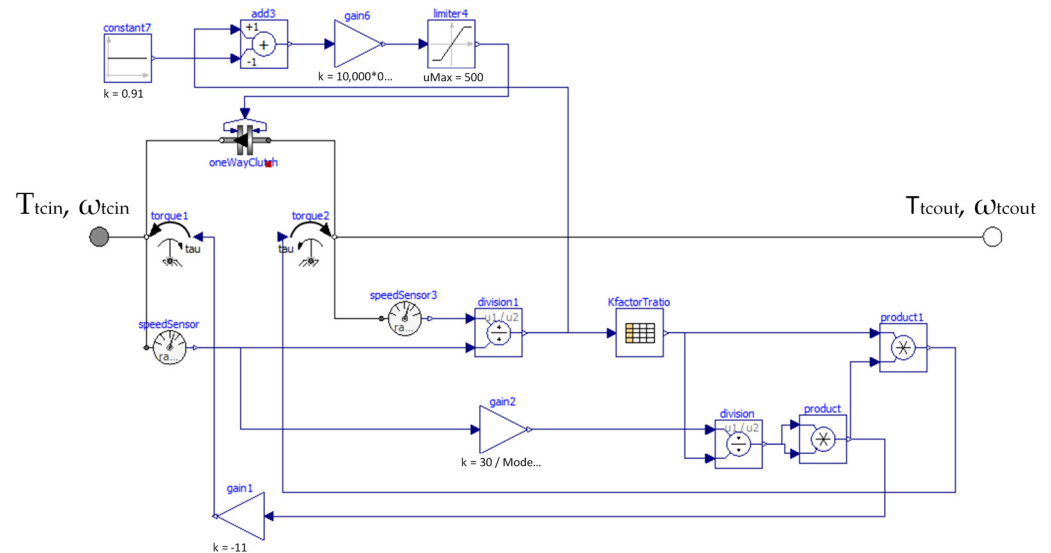 add3
gain6
limiter4
constant7
+1
+
-1
k = 10,000*0...
uMax = 500
k = 0.91
oneWayClutch
Ttcin, ωtcin
Ttcout, ωtcout
torque1
torque2
tau
tau
speedSensor3
division1
KfactorTratio
speedSensor
ra...
u1/u2
product1
ra...
gain2
division
product
u1/u2
k = 30 / Mode...
gain1
k = -11